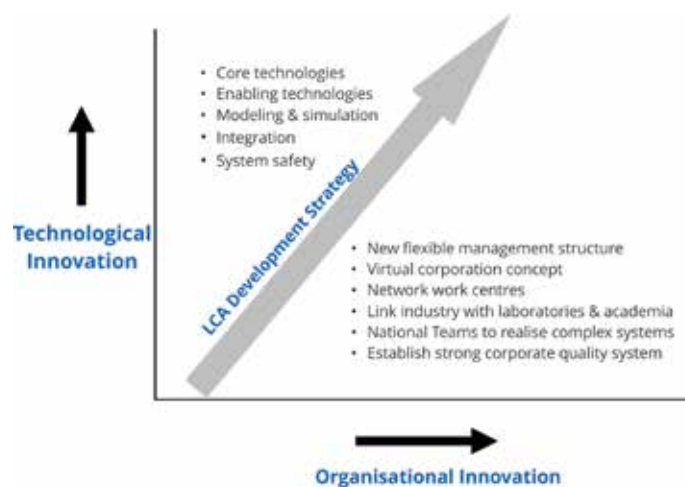 • Core technologies
• Enabling technologies
• Modeling & simulation
• Integration
• System safety
Technological
Innovation
LCA Development Strategy
• New flexible management structure
• Virtual corporation concept
• Network work centres
• Link industry with laboratories & academia
• National Teams to realise complex systems
• Establish strong corporate quality system
Organisational Innovation